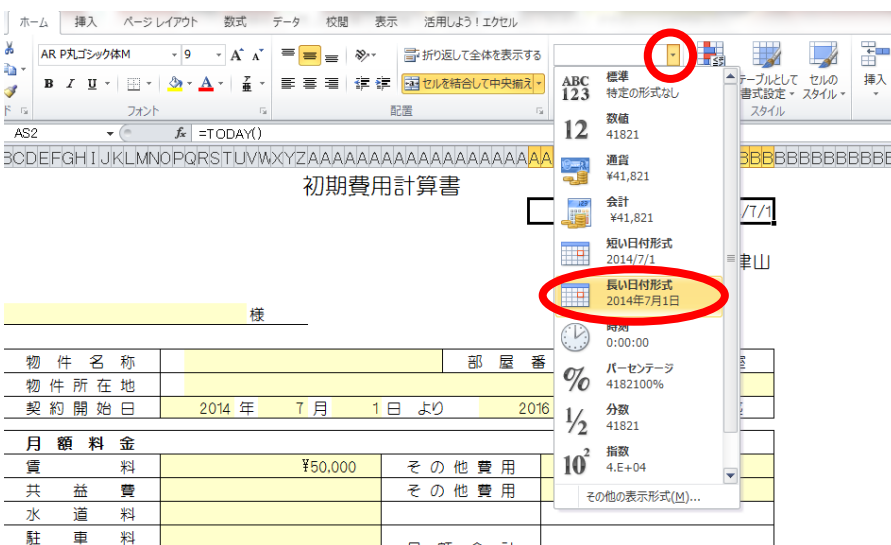 ホーム 挿入 ページ レイアウト 数式 データ 校閲 表示 活用しよう！エクセル
AR P丸ゴシック体M 9 A A 折り返して全体を表示する
B I U A セルを結合して中央揃え
フォント 配置 スタイル
テーブルとして 書式設定
セルの スタイル
挿入
AS2 fx =TODAY()
初期費用計算書
/7/1
津山
様
ABC 123 標準
特定の形式なし
12 数値
41821
通貨
¥41,821
会計
¥41,821
短い日付形式
2014/7/1
長い日付形式
2014年7月1日
時刻
0:00:00
% パーセンテージ
4182100%
½ 分数
41821
10² 指数
4.E+04
その他の表示形式(M)...
物件名称 部屋番
物件所在地
契約開始日 2014 年 7 月 1 日 より 2016
月額料金
賃料 ¥50,000 その他費用
共益費 その他費用
水道料
駐車料